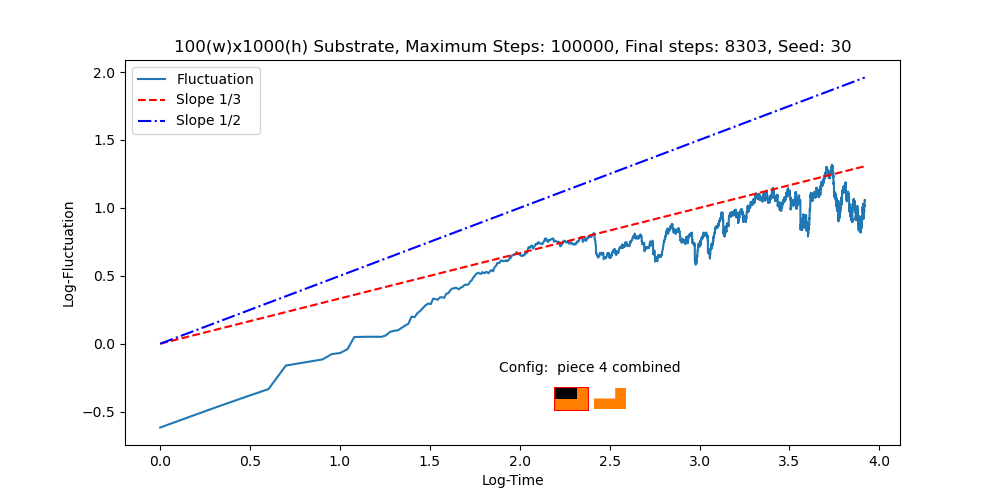 100(w)x1000(h) Substrate, Maximum Steps: 100000, Final steps: 8303, Seed: 30
Fluctuation
Slope 1/3
Slope 1/2
2.0
1.5
1.0
0.5
0.0
−0.5
Log-Fluctuation
Config:  piece 4 combined
0.0 0.5 1.0 1.5 2.0 2.5 3.0 3.5 4.0
Log-Time